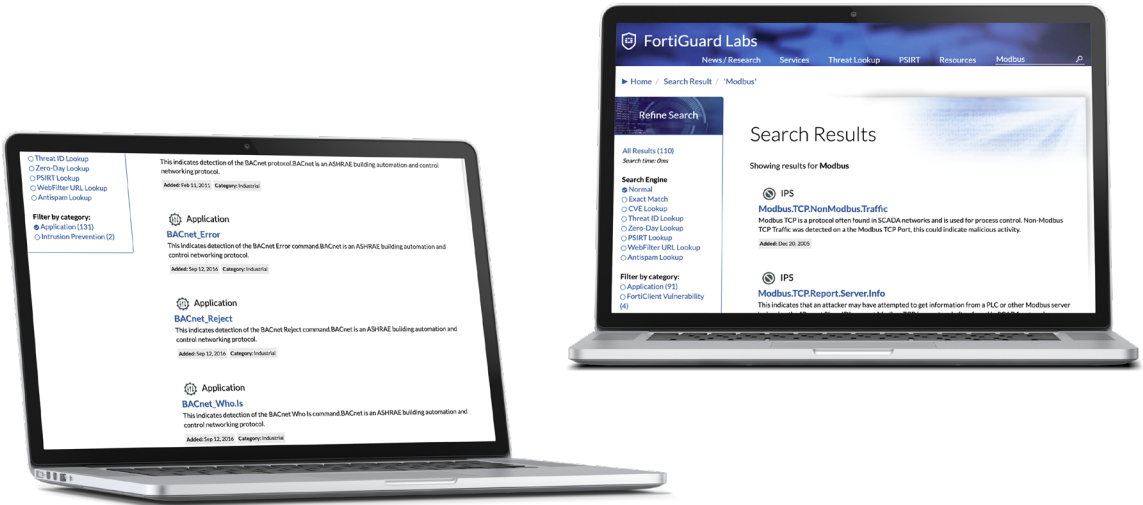 Threat ID Lookup
Zero-Day Lookup
PSIRT Lookup
WebFilter URL Lookup
Antispam Lookup
Filter by category:
Application (131)
Intrusion Prevention (2)
This indicates detection of the BACnet protocol.BACnet is an ASHRAE building automation and control
networking protocol.
Added: Feb 11, 2011 Category: Industrial
Application
BACnet_Error
This indicates detection of the BACnet Error command.BACnet is an ASHRAE building automation and
control networking protocol.
Added: Sep 12, 2016 Category: Industrial
Application
BACnet_Reject
This indicates detection of the BACnet Reject command.BACnet is an ASHRAE building automation and
control networking protocol.
Added: Sep 12, 2016 Category: Industrial
Application
BACnet_Who.Is
This indicates detection of the BACnet Who Is command.BACnet is an ASHRAE building automation and
control networking protocol.
Added: Sep 12, 2016 Category: Industrial
FortiGuard Labs
News / Research Services Threat Lookup PSIRT Resources Modbus
Home / Search Result / 'Modbus'
Refine Search
All Results (110)
Search time: 0ms
Search Engine
Normal
Exact Match
CVE Lookup
Threat ID Lookup
Zero-Day Lookup
PSIRT Lookup
WebFilter URL Lookup
Antispam Lookup
Filter by category:
Application (91)
FortiClient Vulnerability
(4)
Search Results
Showing results for Modbus
IPS
Modbus.TCP.NonModbus.Traffic
Modbus TCP is a protocol often found in SCADA networks and is used for process control. Non-Modbus
TCP Traffic was detected on a the Modbus TCP Port, this could indicate malicious activity.
Added: Dec 20, 2005
IPS
Modbus.TCP.Report.Server.Info
This indicates that an attacker may have attempted to get information from a PLC or other Modbus server